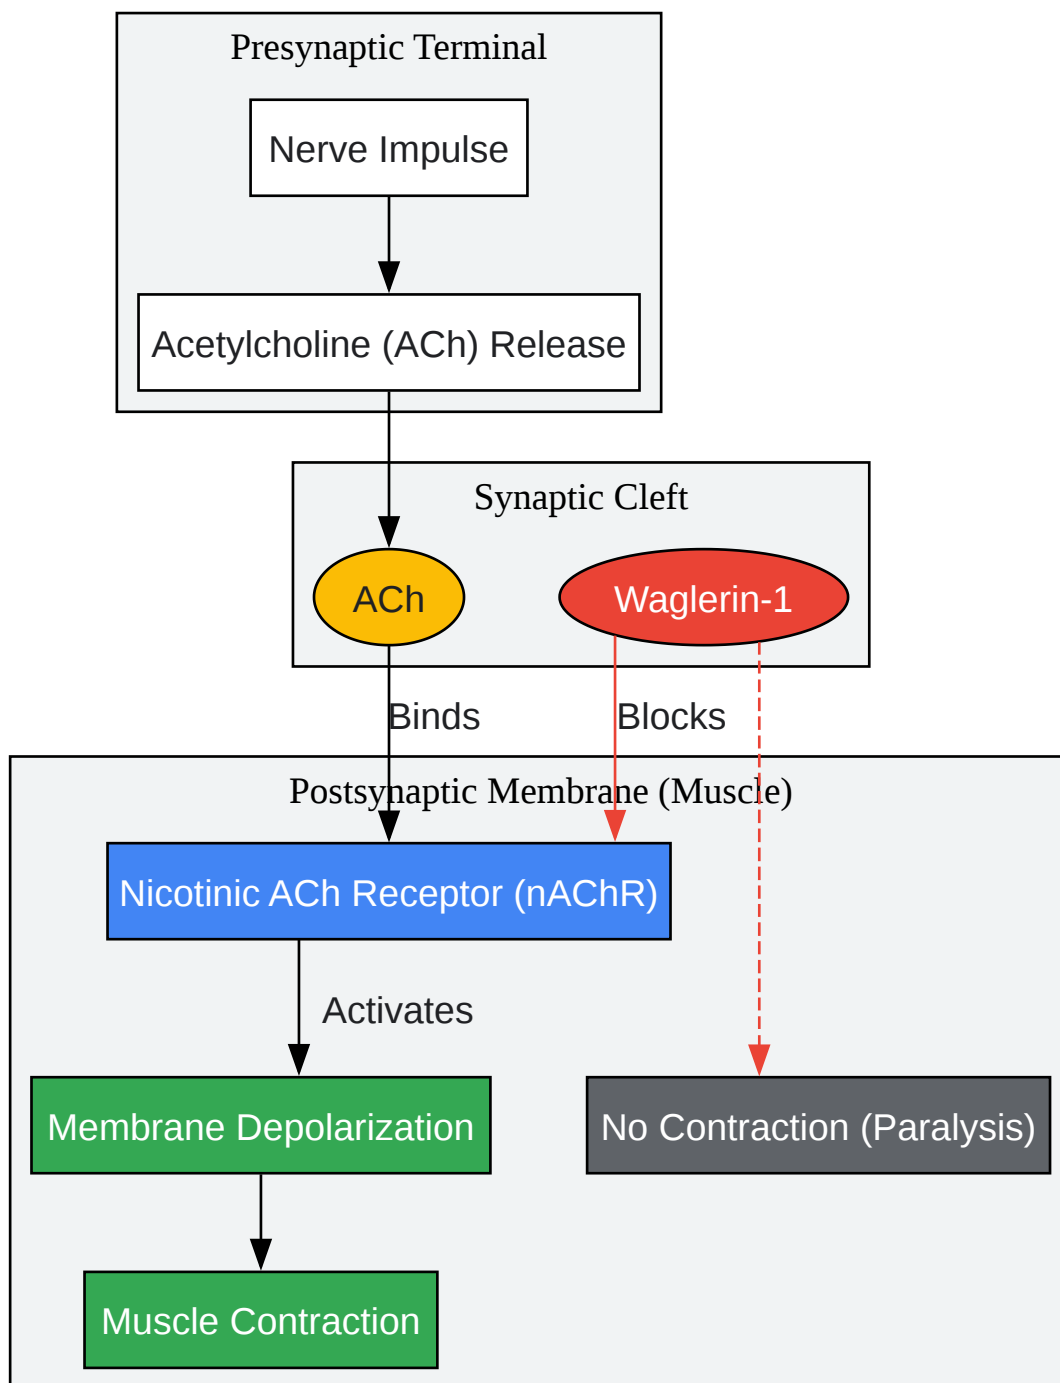 Presynaptic Terminal
Nerve Impulse
Acetylcholine (ACh) Release
Synaptic Cleft
ACh
Waglerin-1
Binds
Blocks
Postsynaptic Membrane (Muscle)
Nicotinic ACh Receptor (nAChR)
Activates
Membrane Depolarization
No Contraction (Paralysis)
Muscle Contraction